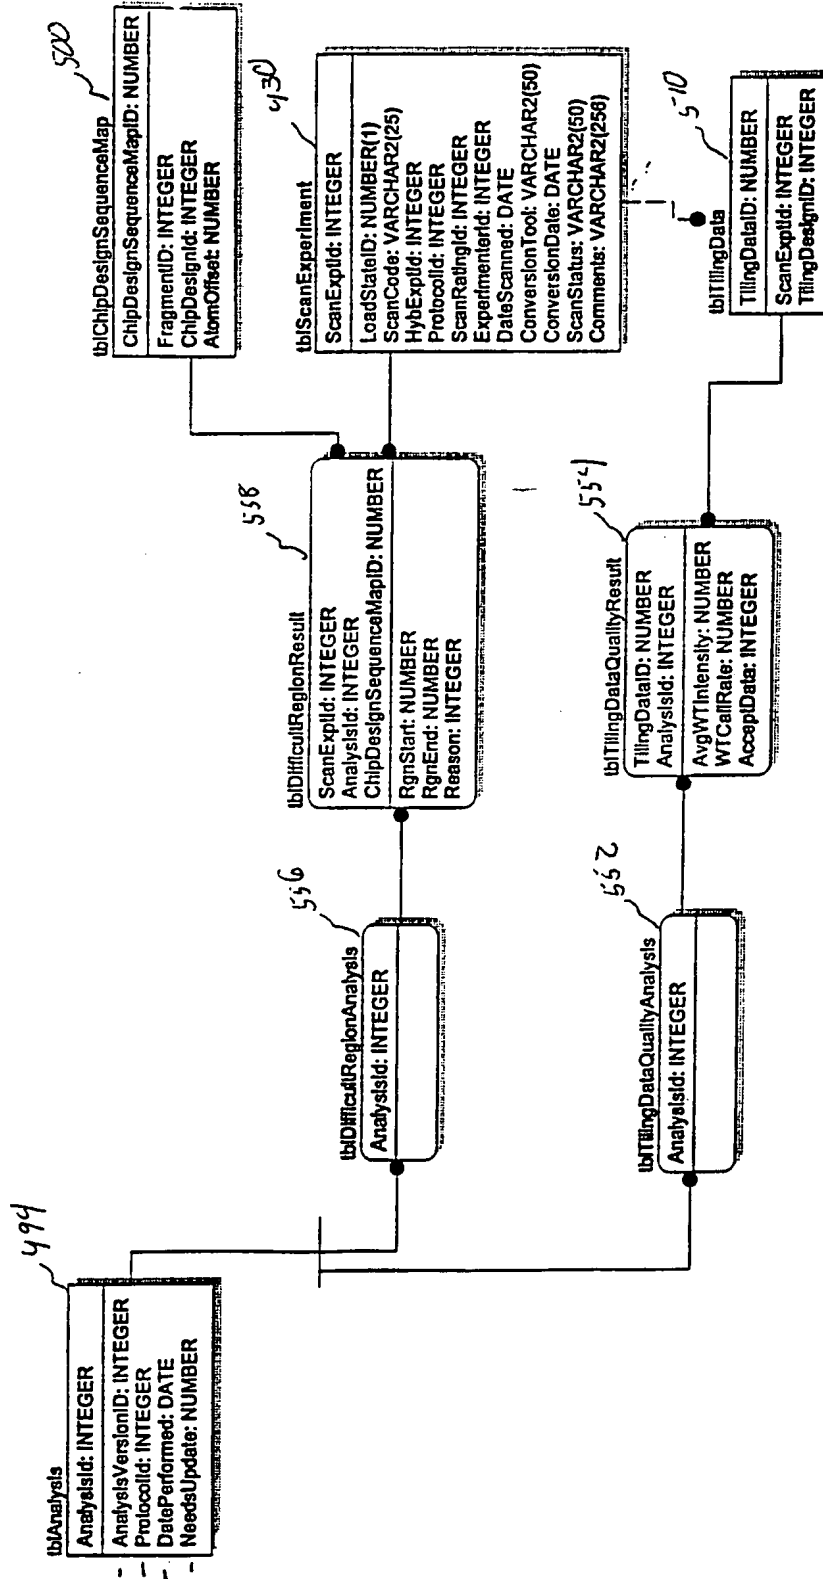 tblAnalysis
494
AnalysisId: INTEGER
AnalysisVersionID: INTEGER
ProtocolId: INTEGER
DatePerformed: DATE
NeedsUpdate: NUMBER
tblDifficultRegionAnalysis
556
AnalysisId: INTEGER
tblTilingDataQualityAnalysis
552
AnalysisId: INTEGER
tblDifficultRegionResult
558
ScanExptId: INTEGER
AnalysisId: INTEGER
ChipDesignSequenceMapID: NUMBER
RgnStart: NUMBER
RgnEnd: NUMBER
Reason: INTEGER
tblTilingDataQualityResult
554
TilingDataID: NUMBER
AnalysisId: INTEGER
AvgWTIntensity: NUMBER
WTCallRate: NUMBER
AcceptData: INTEGER
tblChipDesignSequenceMap
500
ChipDesignSequenceMapID: NUMBER
FragmentID: INTEGER
ChipDesignId: INTEGER
AtomOffset: NUMBER
tblScanExperiment
430
ScanExptId: INTEGER
LoadStateID: NUMBER(1)
ScanCode: VARCHAR2(25)
HybExptId: INTEGER
ProtocolId: INTEGER
ScanRatingId: INTEGER
ExperimenterId: INTEGER
DateScanned: DATE
ConversionTool: VARCHAR2(50)
ConversionDate: DATE
ScanStatus: VARCHAR2(50)
Comments: VARCHAR2(256)
tblTilingData
510
TilingDataID: NUMBER
ScanExptId: INTEGER
TilingDesignID: INTEGER